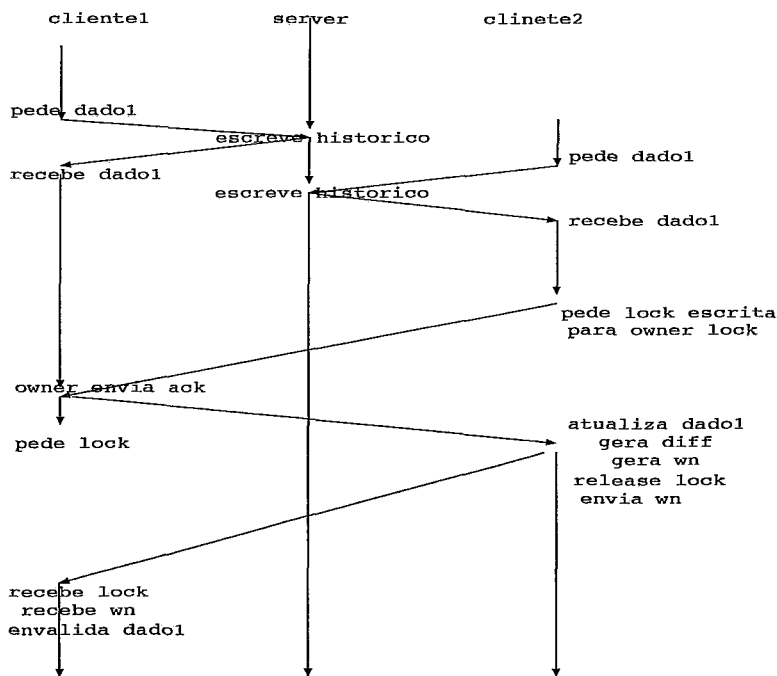 cliente1 server clinete2
pede dado1
escreve historico
pede dado1
recebe dado1
escreve historico
recebe dado1
pede lock escrita
para owner lock
owner envia ack
pede lock
atualiza dado1
gera diff
gera wn
release lock
envia wn
recebe lock
recebe wn
envalida dado1